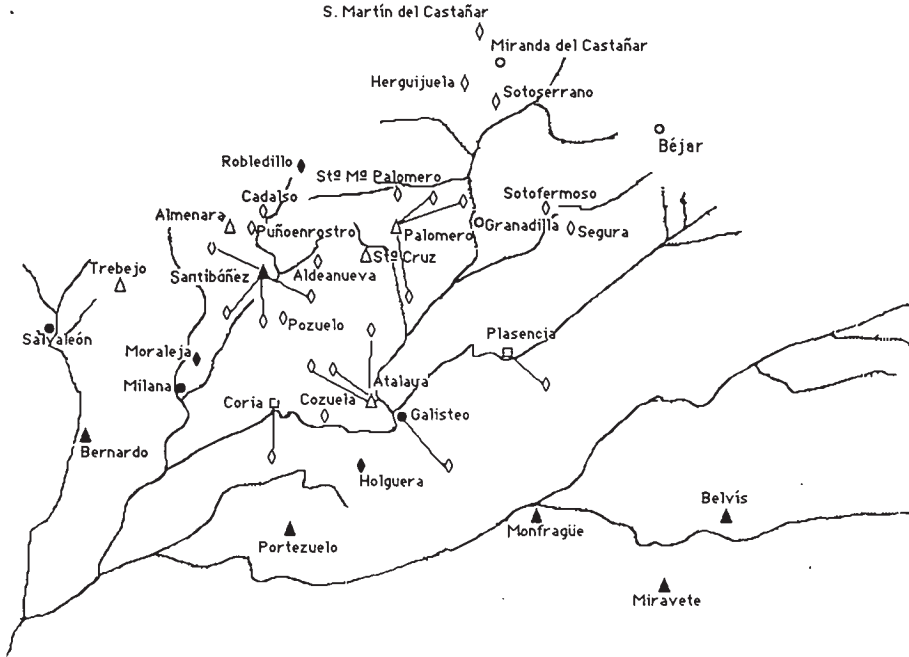 S. Martín del Castañar
Miranda del Castañar
Herguijuela
Sotoserrano
Béjar
Robledillo
Stª Mª Palomero
Cadalso
Sotofermoso
Almenara
Puñoenrostro
Palomero
Granadilla
Segura
Trebejo
Santibáñez
Aldeanueva
Stª Cruz
Salvaleón
Pozuelo
Plasencia
Moraleja
Milana
Atalaya
Coria
Cozuela
Galisteo
Bernardo
Holguera
Belvís
Portezuelo
Monfragüe
Miravete